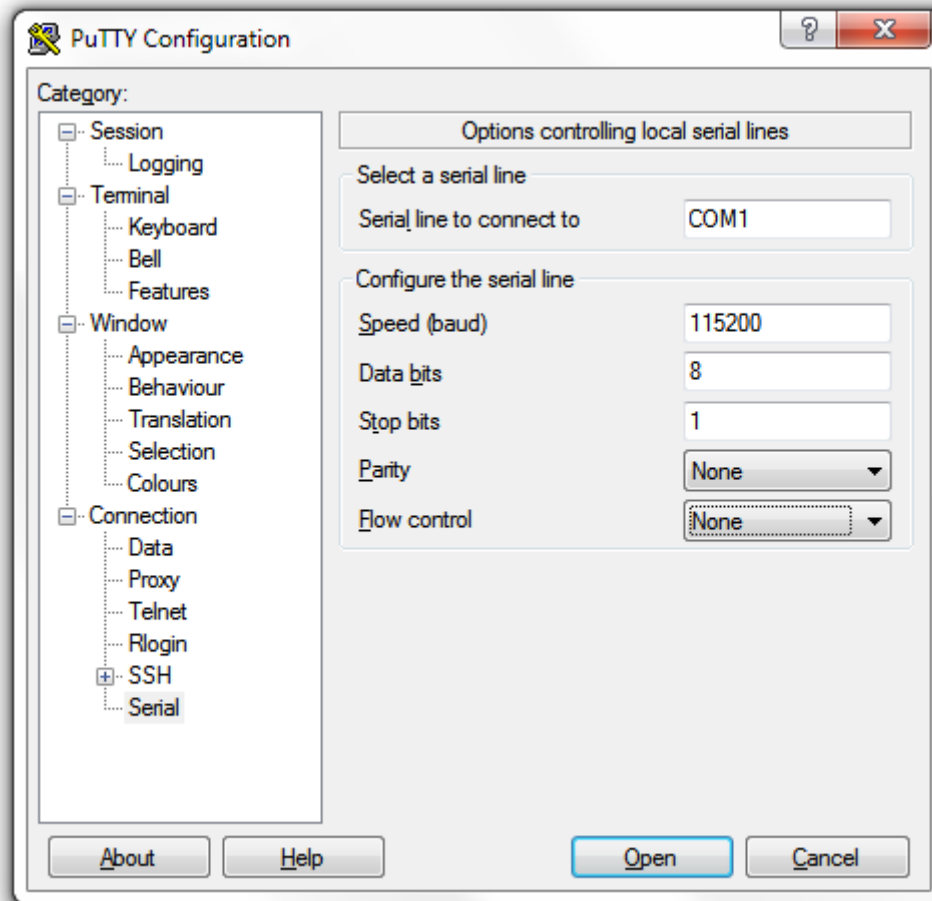 PuTTY Configuration
Category:
Session
Logging
Terminal
Keyboard
Bell
Features
Window
Appearance
Behaviour
Translation
Selection
Colours
Connection
Data
Proxy
Telnet
Rlogin
SSH
Serial
Options controlling local serial lines
Select a serial line
Serial line to connect to COM1
Configure the serial line
Speed (baud) 115200
Data bits 8
Stop bits 1
Parity None
Flow control None
About Help Open Cancel